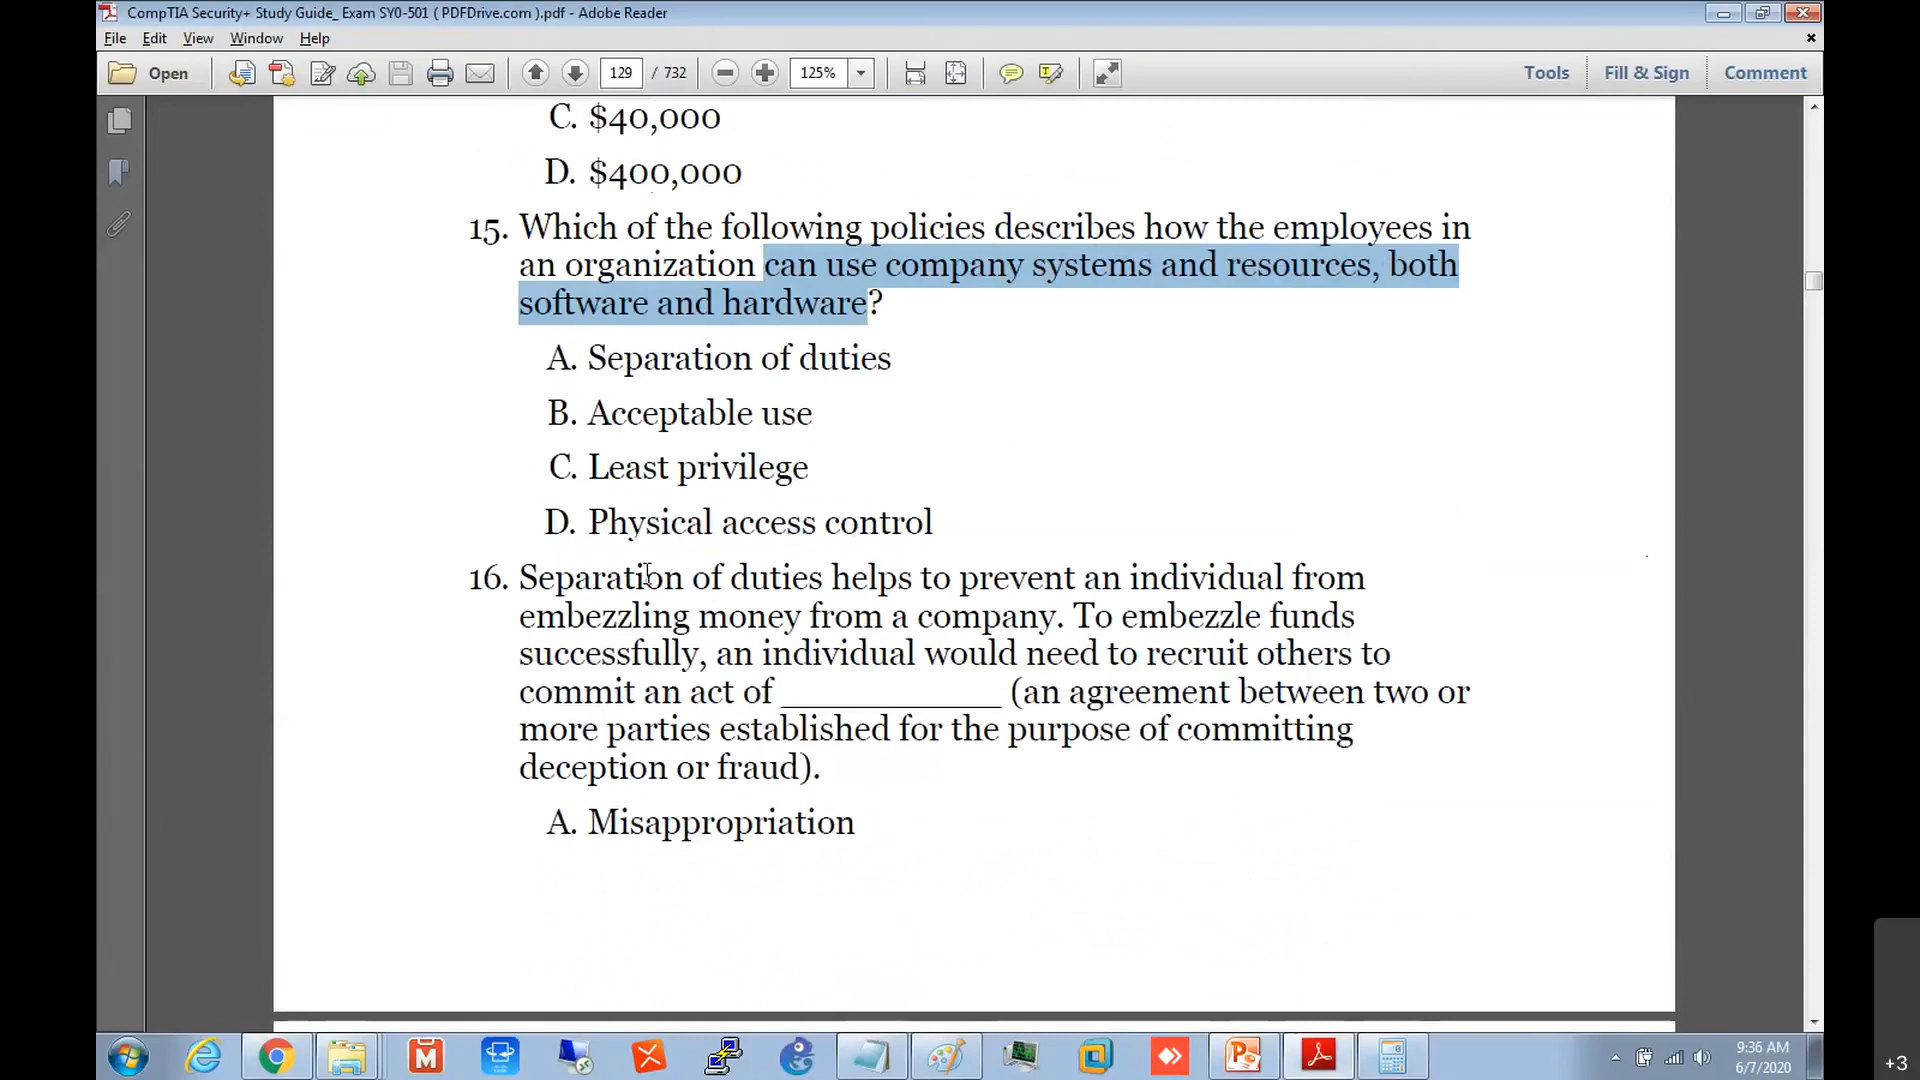 CompTIA Security+ Study Guide_ Exam SY0-501 ( PDFDrive.com ).pdf - Adobe Reader
File Edit View Window Help
Open 129 / 732 125% Tools Fill & Sign Comment
C. $40,000
D. $400,000
15. Which of the following policies describes how the employees in
an organization can use company systems and resources, both
software and hardware?
A. Separation of duties
B. Acceptable use
C. Least privilege
D. Physical access control
16. Separation of duties helps to prevent an individual from
embezzling money from a company. To embezzle funds
successfully, an individual would need to recruit others to
commit an act of ____________ (an agreement between two or
more parties established for the purpose of committing
deception or fraud).
A. Misappropriation
9:36 AM
6/7/2020
+3